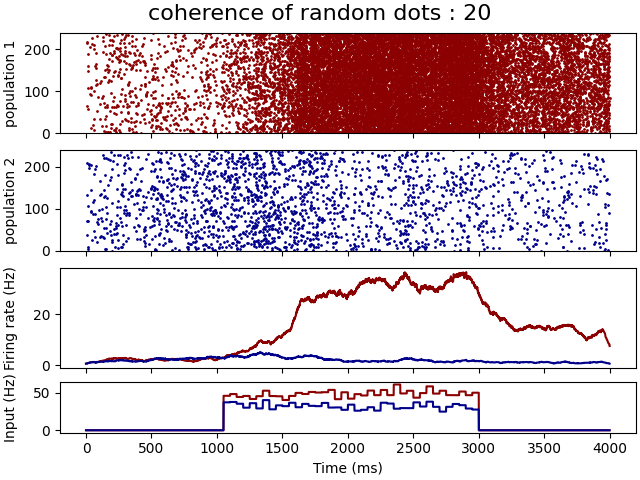 coherence of random dots : 20
population 1
200
100
0
population 2
200
100
0
Firing rate (Hz)
20
0
Input (Hz)
50
0
0 500 1000 1500 2000 2500 3000 3500 4000
Time (ms)